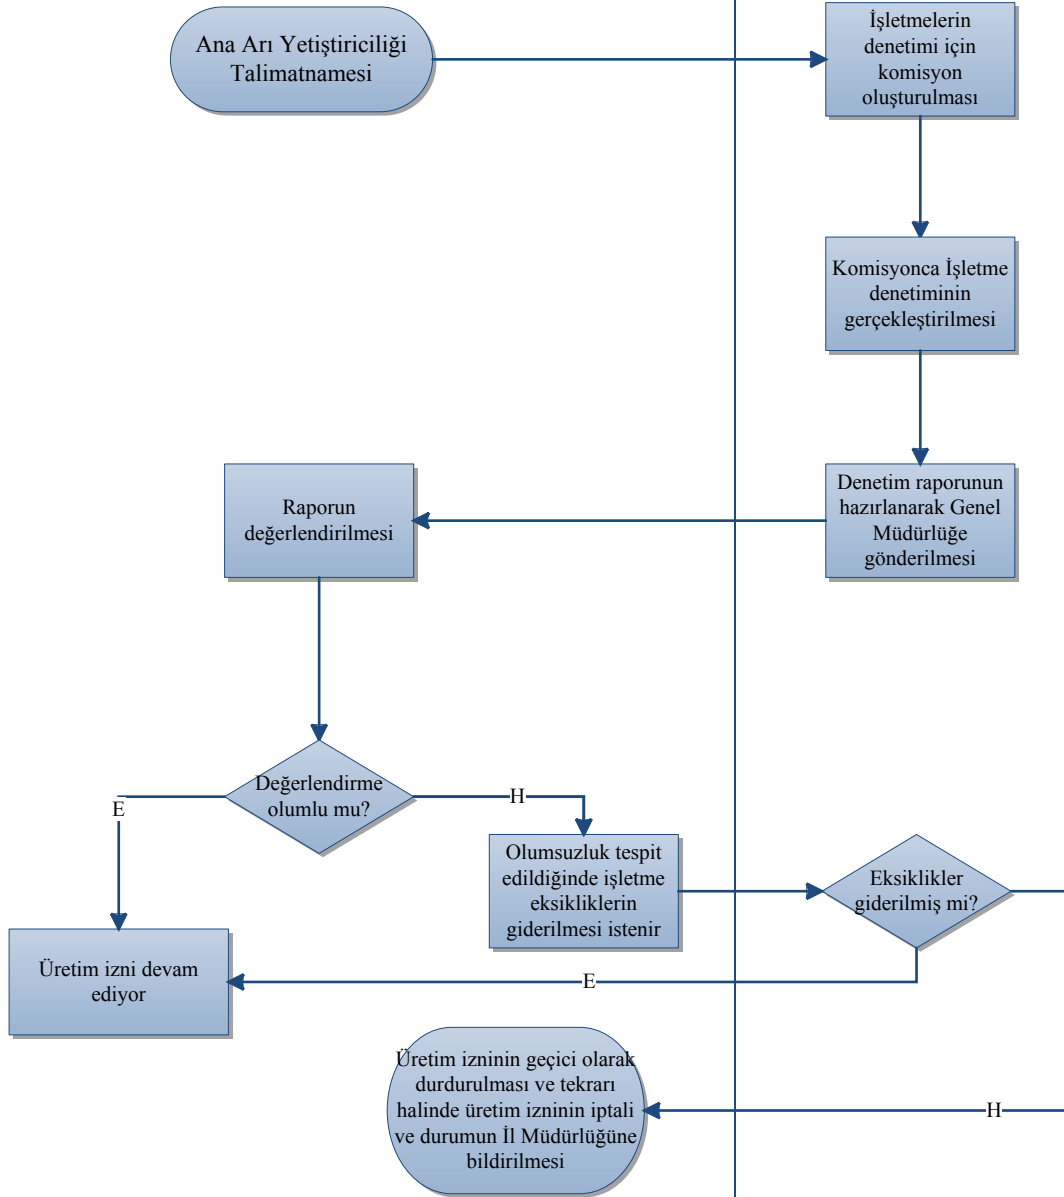 Ana Arı Yetiştiriciliği
Talimatnamesi
İşletmelerin
denetimi için
komisyon
oluşturulması
Komisyonca İşletme
denetiminin
gerçekleştirilmesi
Denetim raporunun
hazırlanarak Genel
Müdürlüğe
gönderilmesi
Raporun
değerlendirilmesi
Değerlendirme
olumlu mu?
E
H
Olumsuzluk tespit
edildiğinde işletme
eksikliklerin
giderilmesi istenir
Eksiklikler
giderilmiş mi?
Üretim izni devam
ediyor
E
Üretim izninin geçici olarak
durdurulması ve tekrarı
halinde üretim izninin iptali
ve durumun İl Müdürlüğüne
bildirilmesi
H